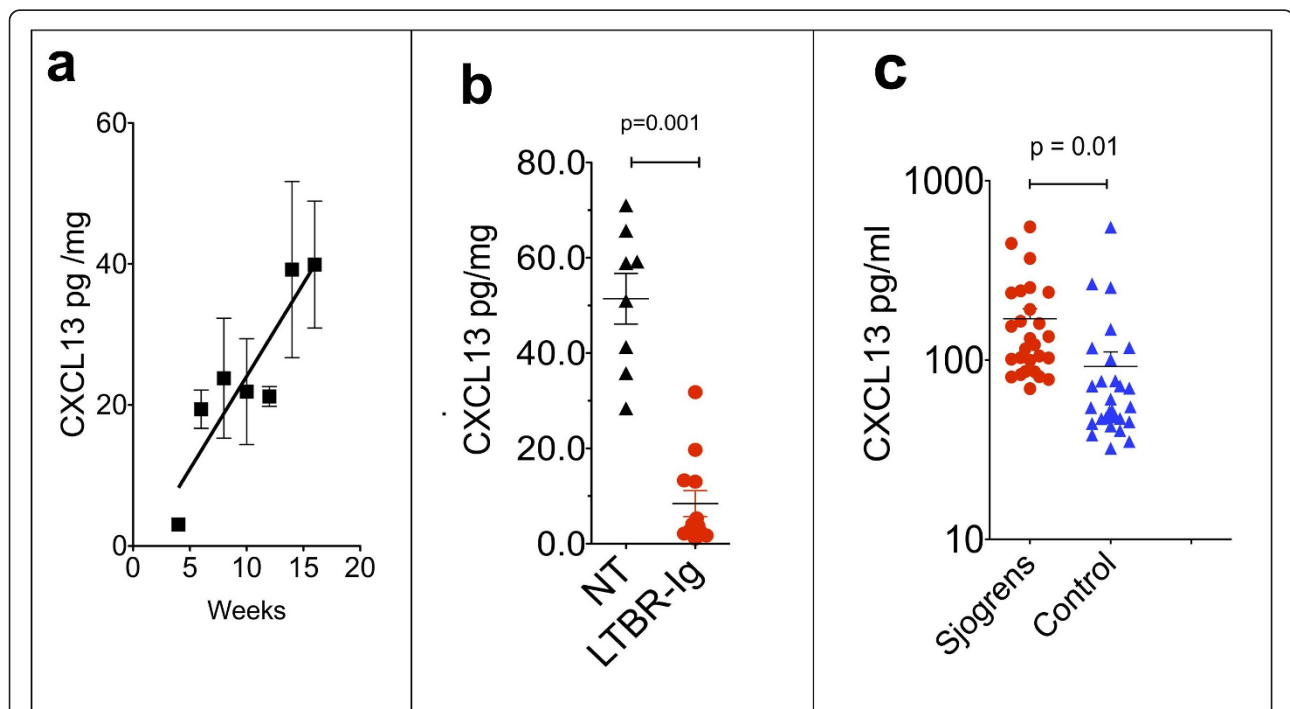 a
60
40
20
0
CXCL13 pg /mg
0 5 10 15 20
Weeks
b
p=0.001
80.0
60.0
40.0
20.0
0.0
CXCL13 pg/mg
NT
LTBR-Ig
c
p = 0.01
1000
100
10
CXCL13 pg/ml
Sjogrens
Control